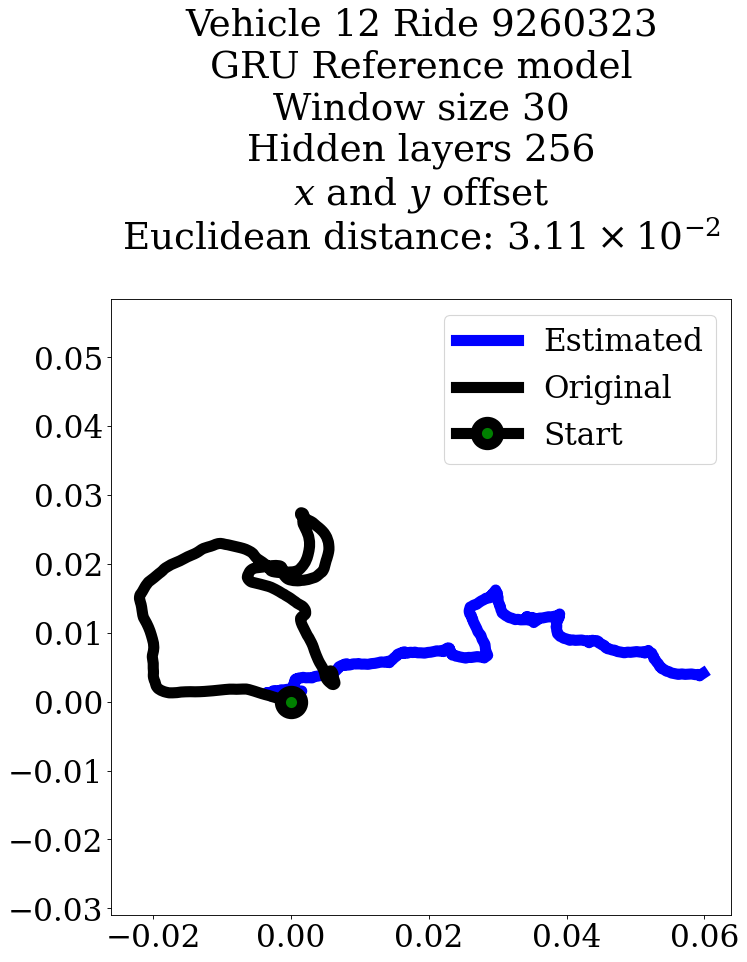 Vehicle 12 Ride 9260323
GRU Reference model
Window size 30
Hidden layers 256
x and y offset
Euclidean distance: 3.11 × 10⁻²
Estimated
Original
Start
0.05
0.04
0.03
0.02
0.01
0.00
−0.01
−0.02
−0.03
−0.02 0.00 0.02 0.04 0.06